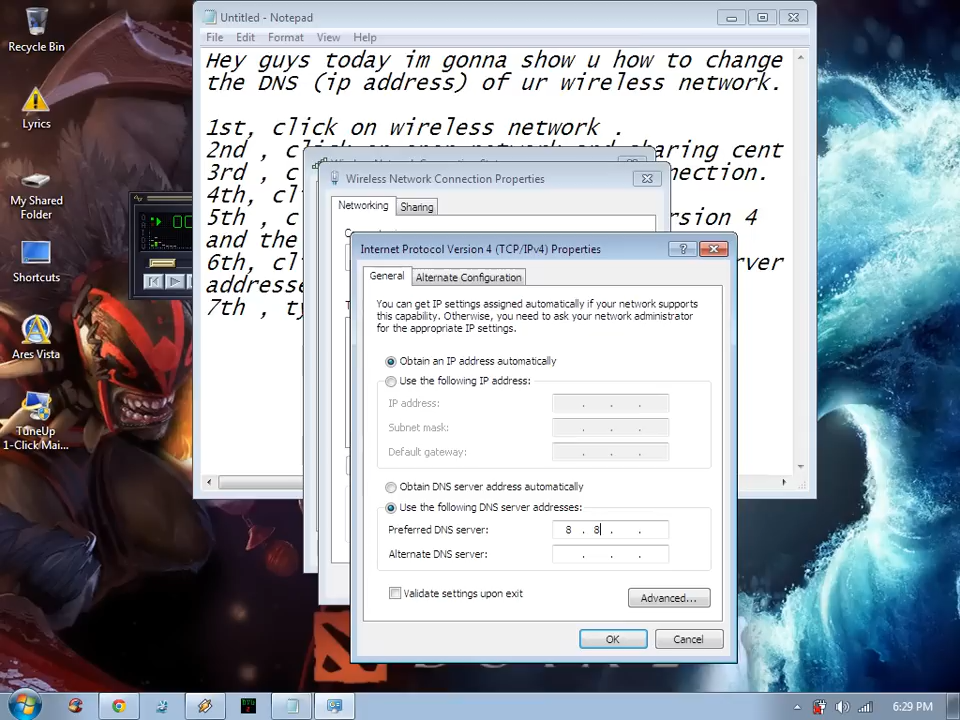 Recycle Bin
Lyrics
My Shared
Folder
Shortcuts
Ares Vista
TuneUp
1-Click Mai...
Untitled - Notepad
File Edit Format View Help
Hey guys today im gonna show u how to change
the DNS (ip address) of ur wireless network.
1st, click on wireless network .
2nd , click on open network and sharing cent
3rd , c nection.
4th, cl
5th , c rsion 4
and the
6th, cl rver
addresse
7th , ty
Wireless Network Connection Properties
Networking Sharing
Internet Protocol Version 4 (TCP/IPv4) Properties
General Alternate Configuration
You can get IP settings assigned automatically if your network supports
this capability. Otherwise, you need to ask your network administrator
for the appropriate IP settings.
Obtain an IP address automatically
Use the following IP address:
IP address: . . .
Subnet mask: . . .
Default gateway: . . .
Obtain DNS server address automatically
Use the following DNS server addresses:
Preferred DNS server: 8 . 8 . .
Alternate DNS server: . . .
Validate settings upon exit
Advanced...
OK Cancel
6:29 PM